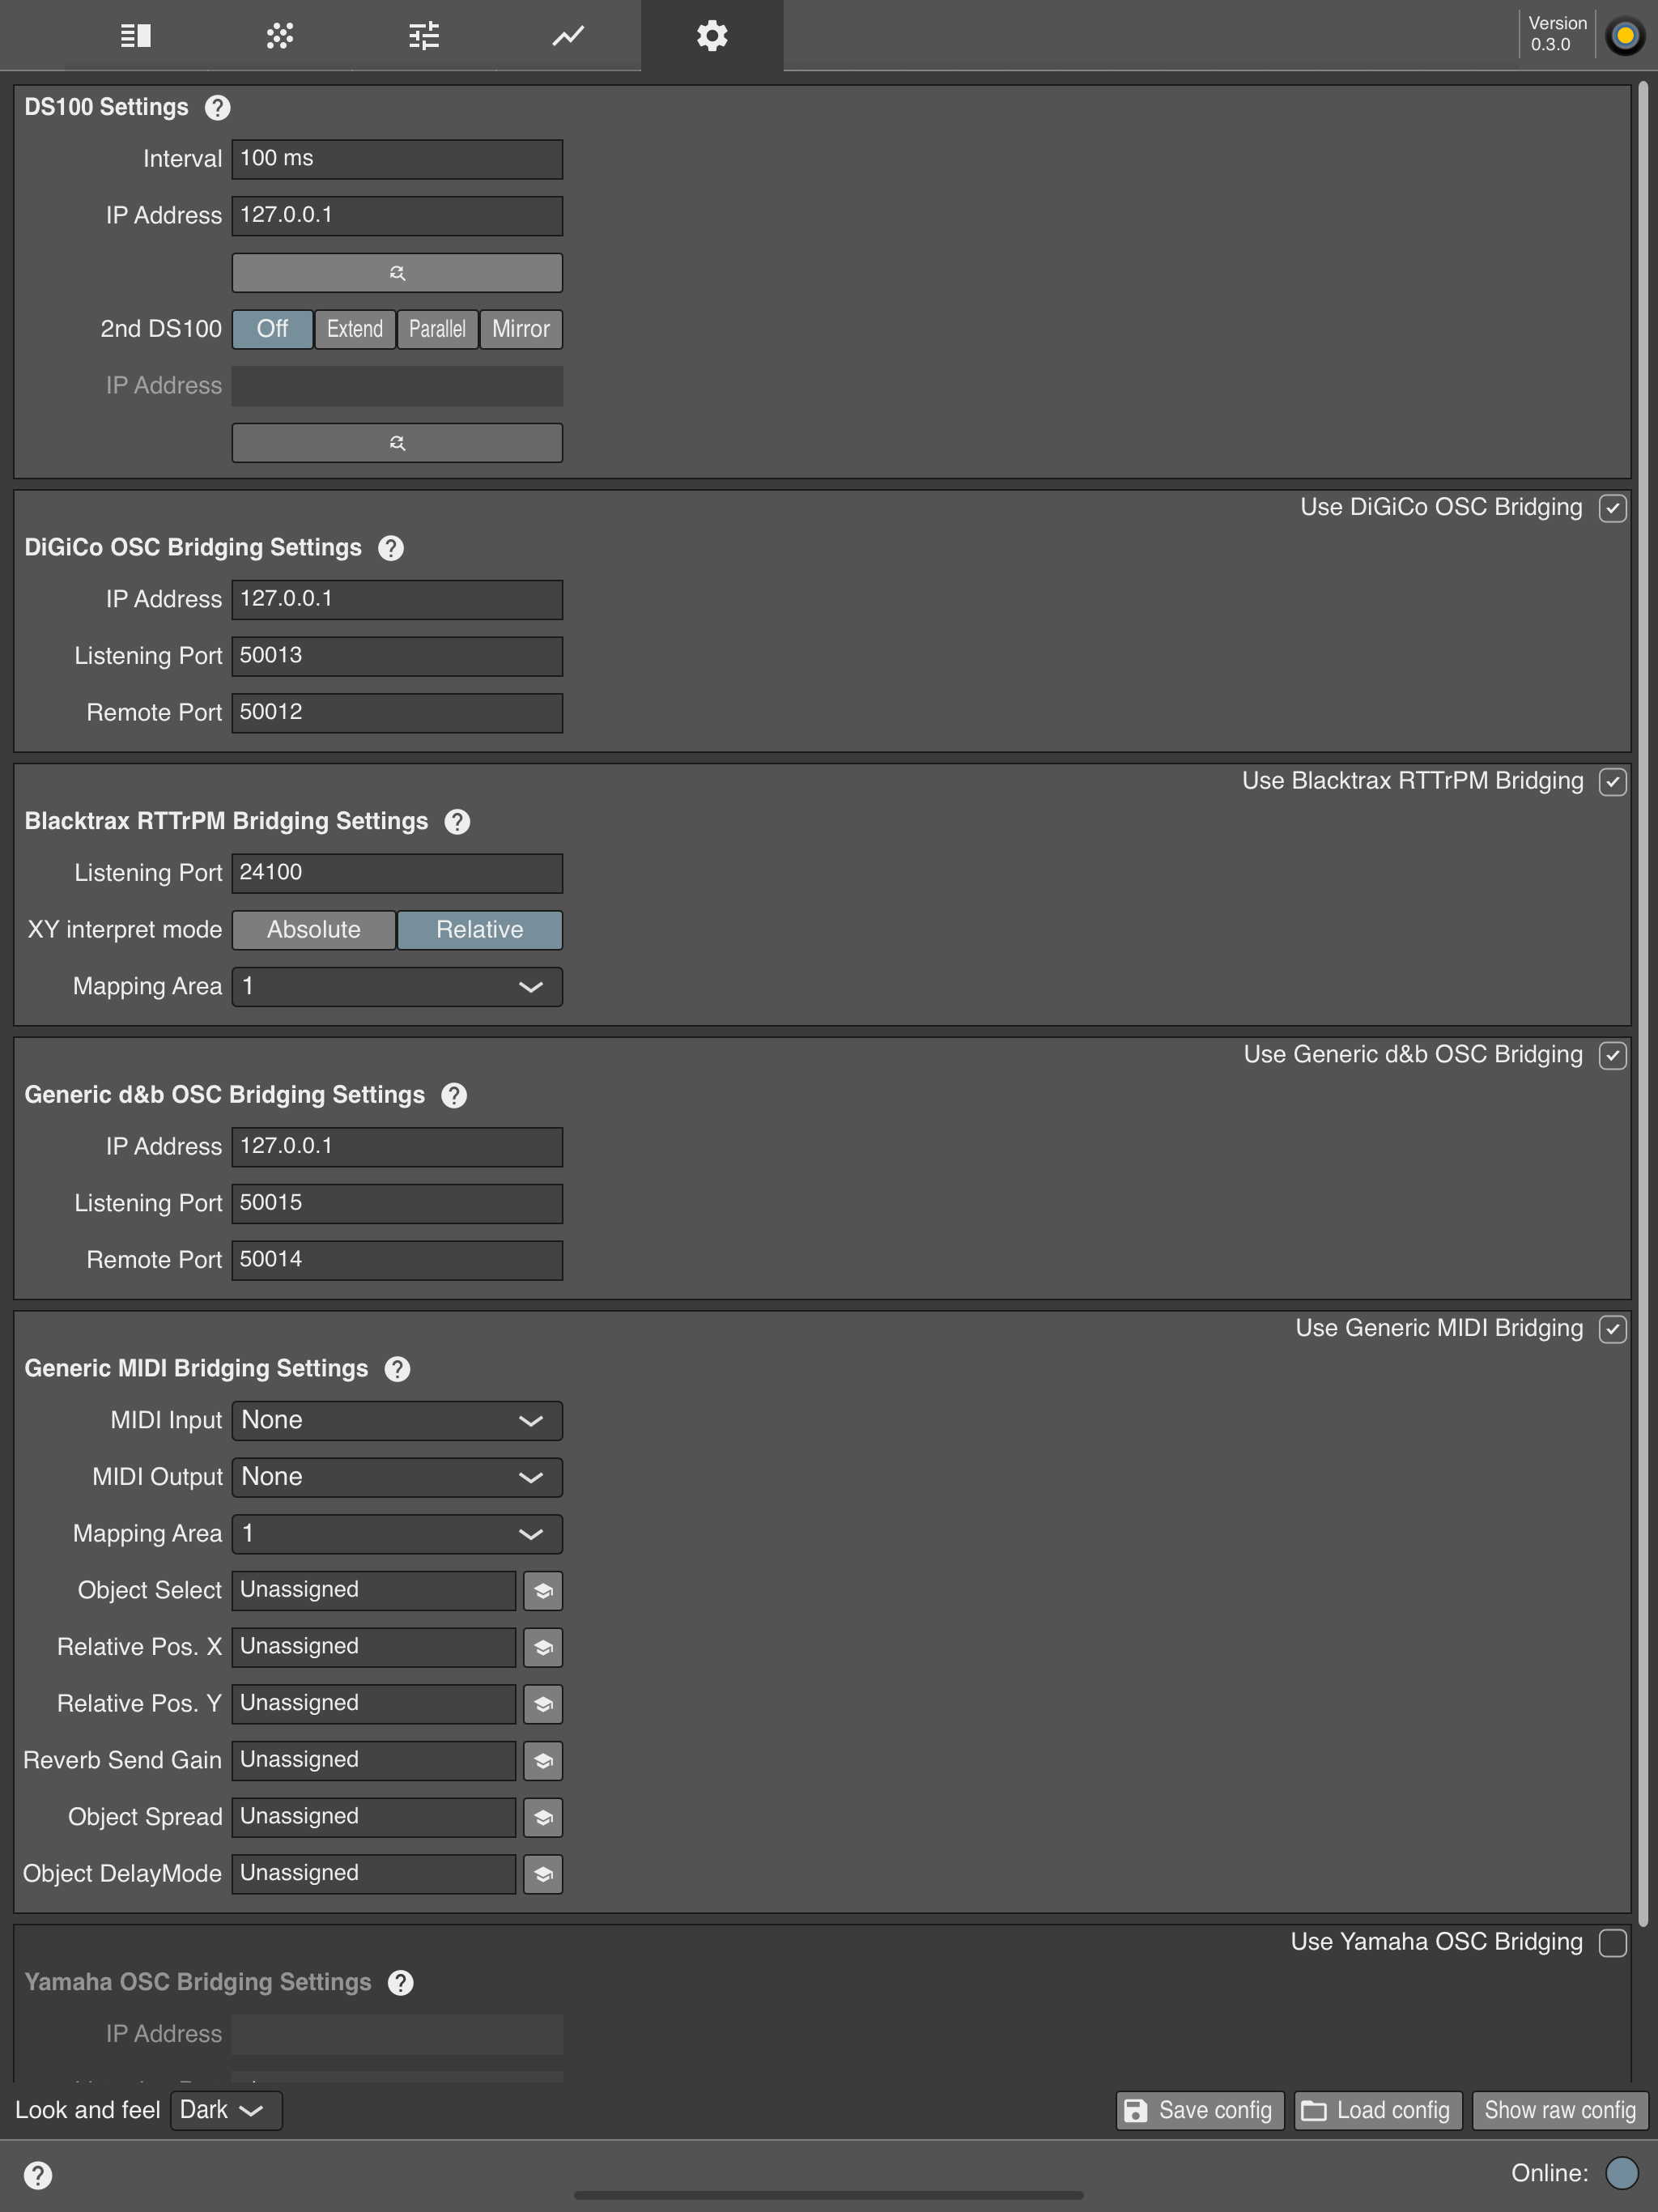 Version
0.3.0
DS100 Settings ?
Interval 100 ms
IP Address 127.0.0.1
2nd DS100 Off Extend Parallel Mirror
IP Address
Use DiGiCo OSC Bridging
DiGiCo OSC Bridging Settings ?
IP Address 127.0.0.1
Listening Port 50013
Remote Port 50012
Use Blacktrax RTTrPM Bridging
Blacktrax RTTrPM Bridging Settings ?
Listening Port 24100
XY interpret mode Absolute Relative
Mapping Area 1
Use Generic d&b OSC Bridging
Generic d&b OSC Bridging Settings ?
IP Address 127.0.0.1
Listening Port 50015
Remote Port 50014
Use Generic MIDI Bridging
Generic MIDI Bridging Settings ?
MIDI Input None
MIDI Output None
Mapping Area 1
Object Select Unassigned
Relative Pos. X Unassigned
Relative Pos. Y Unassigned
Reverb Send Gain Unassigned
Object Spread Unassigned
Object DelayMode Unassigned
Use Yamaha OSC Bridging
Yamaha OSC Bridging Settings ?
IP Address
Look and feel Dark Save config Load config Show raw config
? Online: